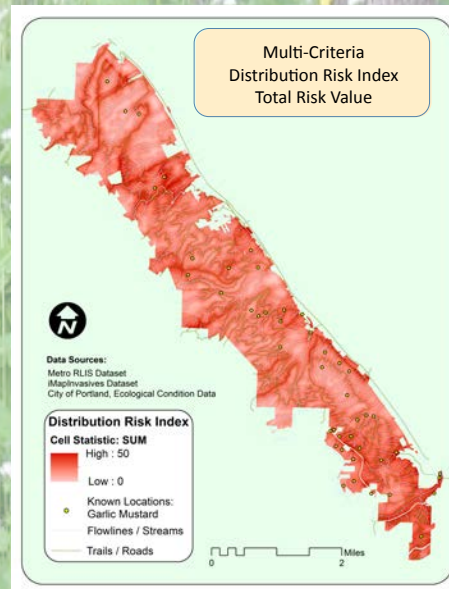 Multi-Criteria
Distribution Risk Index
Total Risk Value
N
Data Sources:
Metro RLIS Dataset
iMapInvasives Dataset
City of Portland, Ecological Condition Data
Distribution Risk Index
Cell Statistic: SUM
High : 50
Low : 0
Known Locations:
Garlic Mustard
Flowlines / Streams
Trails / Roads
Miles
0 2